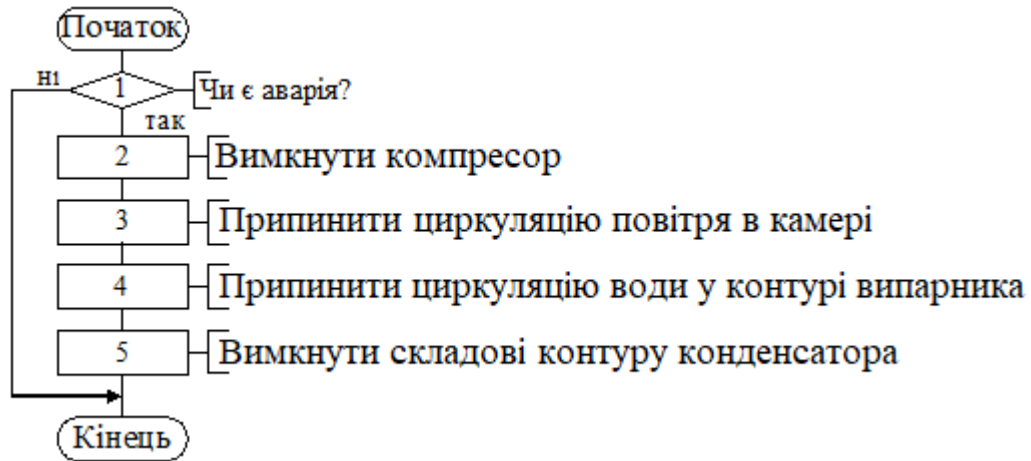 Початок
ні
1
Чи є аварія?
так
2
Вимкнути компресор
3
Припинити циркуляцію повітря в камері
4
Припинити циркуляцію води у контурі випарника
5
Вимкнути складові контуру конденсатора
Кінець